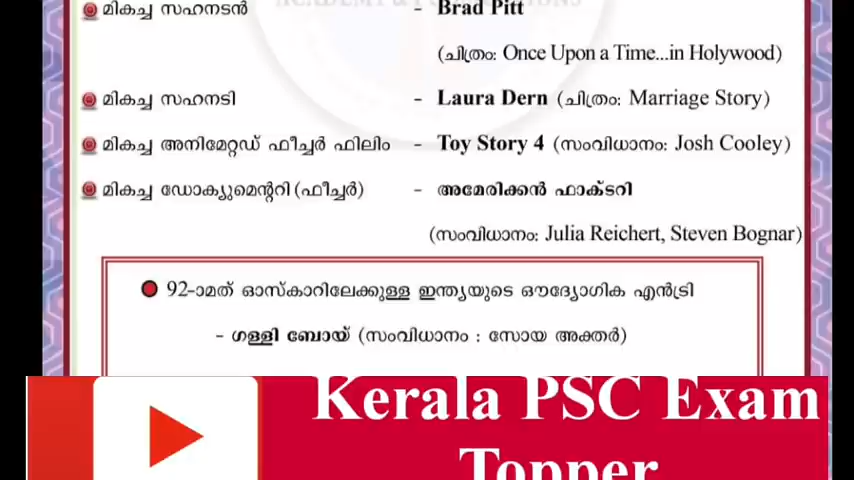 മികച്ച സഹനടൻ - Brad Pitt
(ചിത്രം: Once Upon a Time...in Holywood)
മികച്ച സഹനടി - Laura Dern (ചിത്രം: Marriage Story)
മികച്ച അനിമേറ്റഡ് ഫീച്ചർ ഫിലിം - Toy Story 4 (സംവിധാനം: Josh Cooley)
മികച്ച ഡോക്യുമെന്ററി (ഫീച്ചർ) - അമേരിക്കൻ ഫാക്ടറി
(സംവിധാനം: Julia Reichert, Steven Bognar)
92-ാമത് ഓസ്കാറിലേക്കുള്ള ഇന്ത്യയുടെ ഔദ്യോഗിക എൻട്രി
- ഗള്ളി ബോയ് (സംവിധാനം : സോയ അക്തർ)
Kerala PSC Exam
Topper